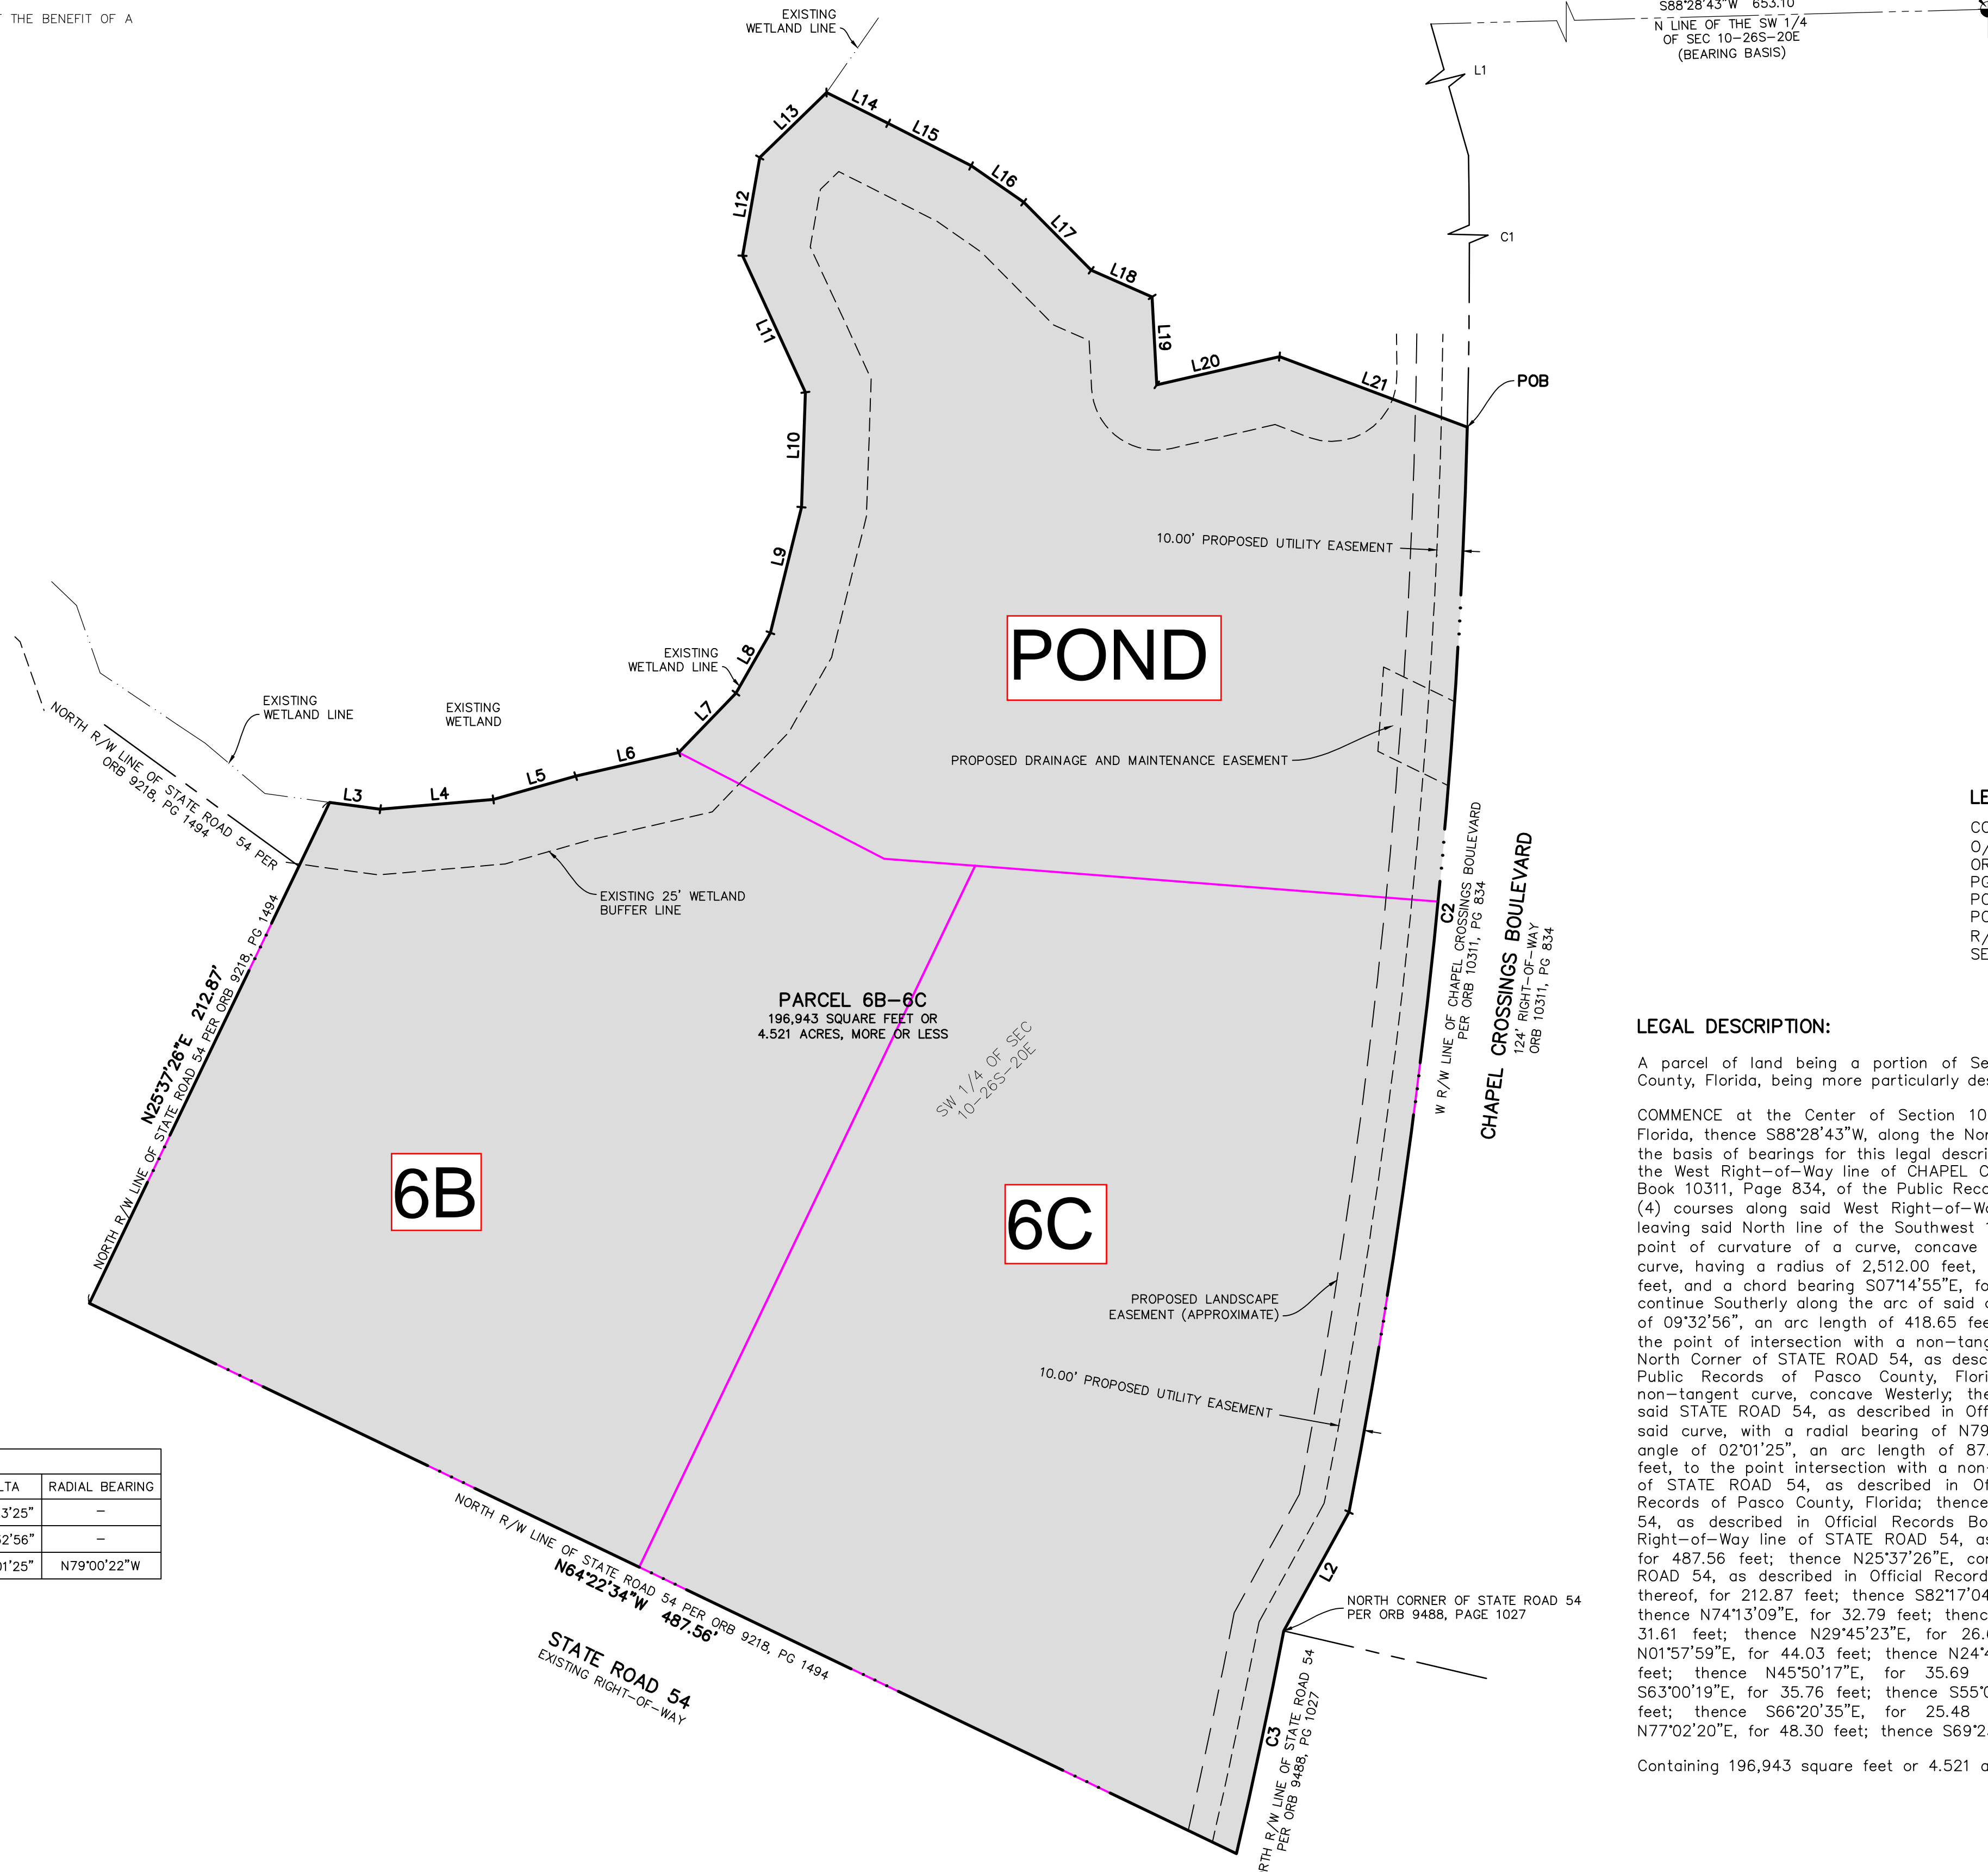 T THE BENEFIT OF A
EXISTING
WETLAND LINE
S88°28'43"W 653.10'
N LINE OF THE SW 1/4
OF SEC 10-26S-20E
(BEARING BASIS)
L1
C1
L14
L13
L15
L16
L12
L17
L18
L11
L19
L20
L21
POB
L10
L9
10.00' PROPOSED UTILITY EASEMENT
POND
L8
EXISTING
WETLAND LINE
L7
EXISTING
WETLAND LINE
EXISTING
WETLAND
NORTH R/W LINE OF STATE ROAD 54 PER
ORB 9218, PG 1494
L3
L4
L5
L6
PROPOSED DRAINAGE AND MAINTENANCE EASEMENT
EXISTING 25' WETLAND
BUFFER LINE
C2
W R/W LINE OF CHAPEL CROSSINGS BOULEVARD
PER ORB 10311, PG 834
CHAPEL CROSSINGS BOULEVARD
124' RIGHT-OF-WAY
ORB 10311, PG 834
N25°37'26"E 212.87'
NORTH R/W LINE OF STATE ROAD 54 PER ORB 9218, PG 1494
PARCEL 6B-6C
196,943 SQUARE FEET OR
4.521 ACRES, MORE OR LESS
SW 1/4 OF SEC
10-26S-20E
6B
6C
PROPOSED LANDSCAPE
EASEMENT (APPROXIMATE)
10.00' PROPOSED UTILITY EASEMENT
L2
NORTH CORNER OF STATE ROAD 54
PER ORB 9488, PAGE 1027
NORTH R/W LINE OF STATE ROAD 54 PER ORB 9218, PG 1494
N64°22'34"W 487.56'
STATE ROAD 54
EXISTING RIGHT-OF-WAY
C3
RTH R/W LINE OF STATE ROAD 54
PER ORB 9488, PG 1027
LTA RADIAL BEARING
3'25" -
2'56" -
01'25" N79°00'22"W
LE
CO
O/
OR
PG
PO
PO
R/
SE
LEGAL DESCRIPTION:
A parcel of land being a portion of Se
County, Florida, being more particularly des
COMMENCE at the Center of Section 10
Florida, thence S88°28'43"W, along the Nor
the basis of bearings for this legal descri
the West Right-of-Way line of CHAPEL C
Book 10311, Page 834, of the Public Reco
(4) courses along said West Right-of-Wa
leaving said North line of the Southwest 1
point of curvature of a curve, concave
curve, having a radius of 2,512.00 feet,
feet, and a chord bearing S07°14'55"E, fo
continue Southerly along the arc of said c
of 09°32'56", an arc length of 418.65 fee
the point of intersection with a non-tang
North Corner of STATE ROAD 54, as desc
Public Records of Pasco County, Flori
non-tangent curve, concave Westerly; the
said STATE ROAD 54, as described in Off
said curve, with a radial bearing of N79
angle of 02°01'25", an arc length of 87.
feet, to the point intersection with a non-
of STATE ROAD 54, as described in Of
Records of Pasco County, Florida; thence
54, as described in Official Records Bo
Right-of-Way line of STATE ROAD 54, as
for 487.56 feet; thence N25°37'26"E, con
ROAD 54, as described in Official Record
thereof, for 212.87 feet; thence S82°17'04
thence N74°13'09"E, for 32.79 feet; thenc
31.61 feet; thence N29°45'23"E, for 26.
N01°57'59"E, for 44.03 feet; thence N24°4
feet; thence N45°50'17"E, for 35.69
S63°00'19"E, for 35.76 feet; thence S55°0
feet; thence S66°20'35"E, for 25.48
N77°02'20"E, for 48.30 feet; thence S69°2
Containing 196,943 square feet or 4.521 a